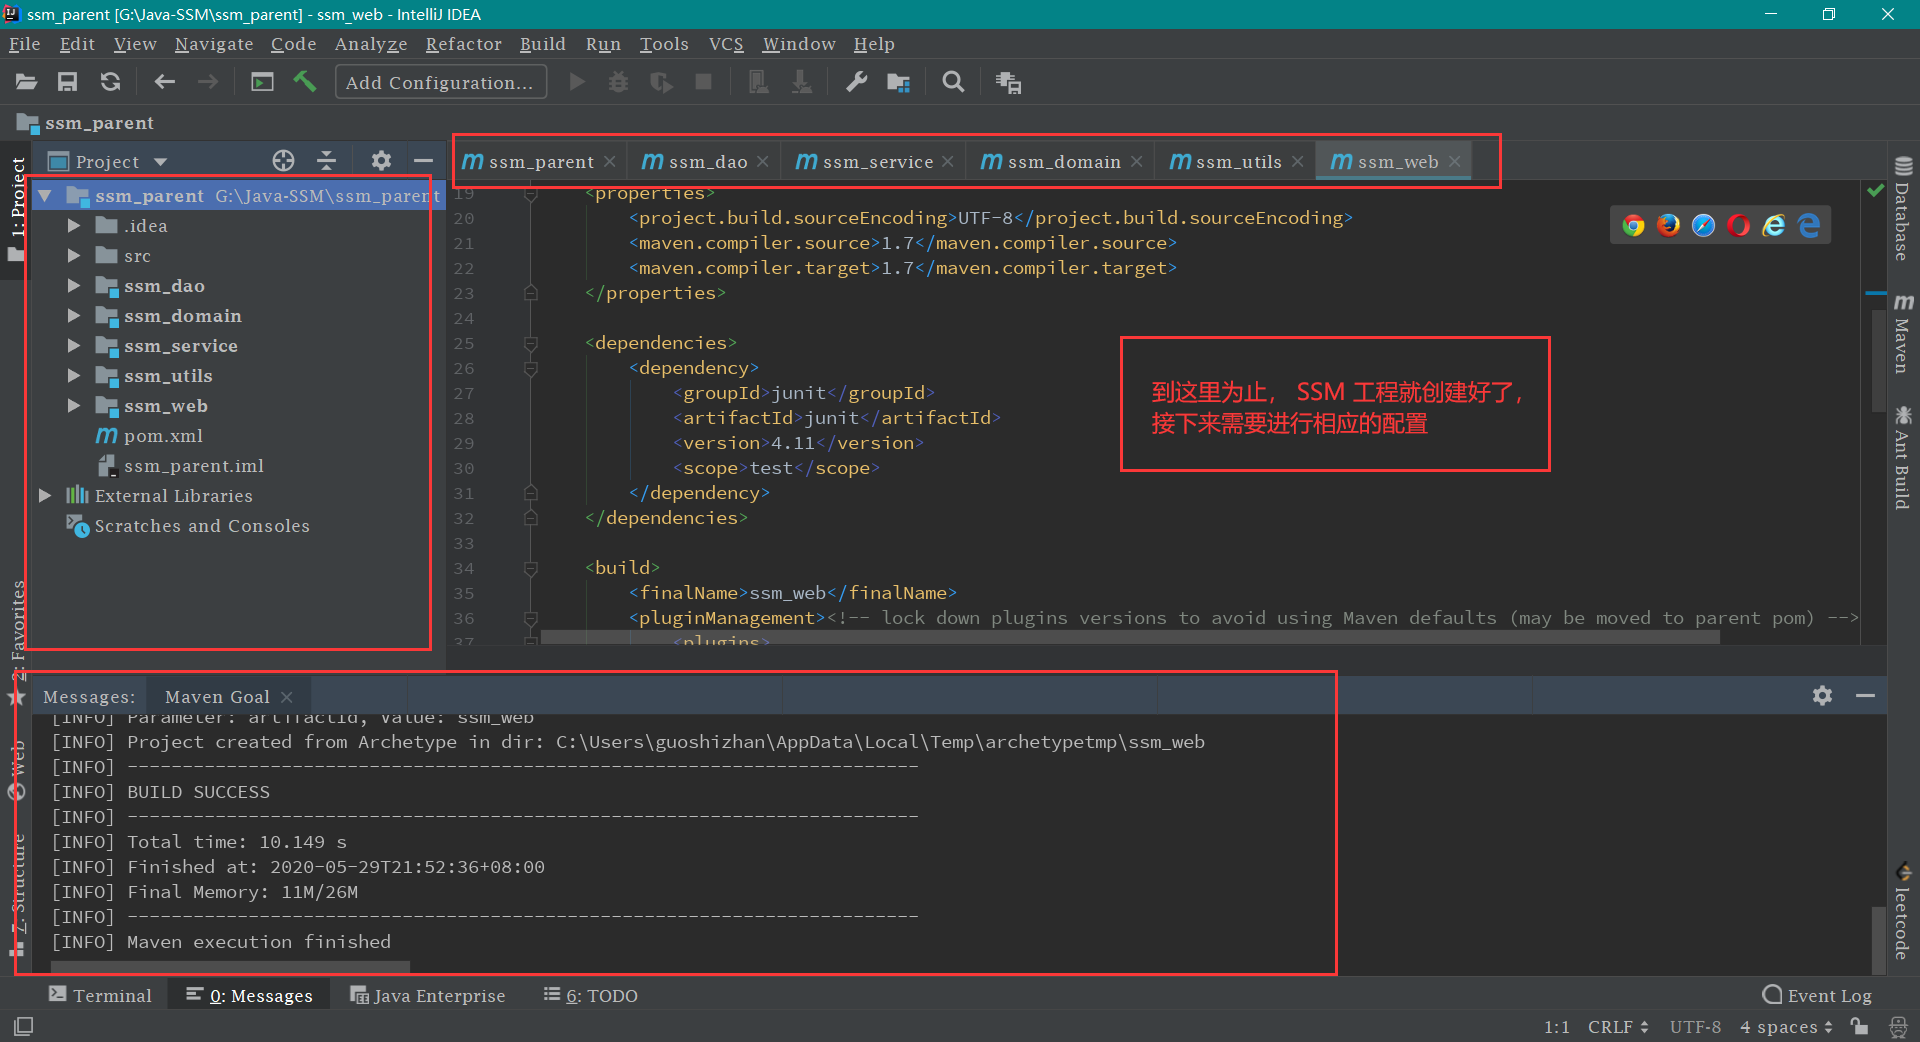 ssm_parent [G:\Java-SSM\ssm_parent] - ssm_web - IntelliJ IDEA
File Edit View Navigate Code Analyze Refactor Build Run Tools VCS Window Help
Add Configuration...
ssm_parent
1: Project
Project
ssm_parent G:\Java-SSM\ssm_parent
.idea
src
ssm_dao
ssm_domain
ssm_service
ssm_utils
ssm_web
pom.xml
ssm_parent.iml
External Libraries
Scratches and Consoles
ssm_parent ssm_dao ssm_service ssm_domain ssm_utils ssm_web
19 <properties>
20 <project.build.sourceEncoding>UTF-8</project.build.sourceEncoding>
21 <maven.compiler.source>1.7</maven.compiler.source>
22 <maven.compiler.target>1.7</maven.compiler.target>
23 </properties>
24
25 <dependencies>
26 <dependency>
27 <groupId>junit</groupId>
28 <artifactId>junit</artifactId>
29 <version>4.11</version>
30 <scope>test</scope>
31 </dependency>
32 </dependencies>
33
34 <build>
35 <finalName>ssm_web</finalName>
36 <pluginManagement><!-- lock down plugins versions to avoid using Maven defaults (may be moved to parent pom) -->
37 <plugins>
到这里为止， SSM 工程就创建好了，
接下来需要进行相应的配置
Database
Maven
Ant Build
leetcode
2: Favorites
Web
7: Structure
Messages: Maven Goal
[INFO] Parameter: artifactId, Value: ssm_web
[INFO] Project created from Archetype in dir: C:\Users\guoshizhan\AppData\Local\Temp\archetypetmp\ssm_web
[INFO] ------------------------------------------------------------------------
[INFO] BUILD SUCCESS
[INFO] ------------------------------------------------------------------------
[INFO] Total time: 10.149 s
[INFO] Finished at: 2020-05-29T21:52:36+08:00
[INFO] Final Memory: 11M/26M
[INFO] ------------------------------------------------------------------------
[INFO] Maven execution finished
Terminal 0: Messages Java Enterprise 6: TODO Event Log
1:1 CRLF UTF-8 4 spaces